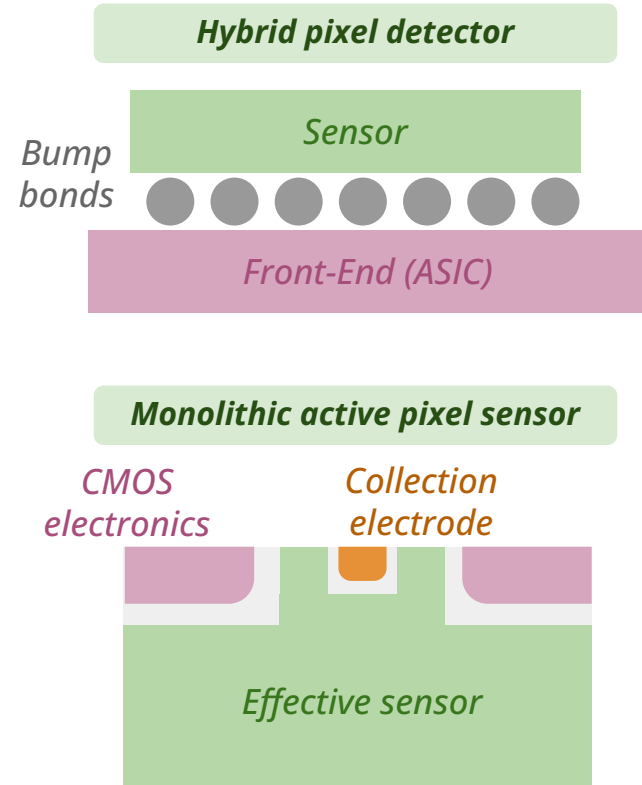 Hybrid pixel detector
Sensor
Bump
bonds
Front-End (ASIC)
Monolithic active pixel sensor
CMOS
electronics
Collection
electrode
Effective sensor